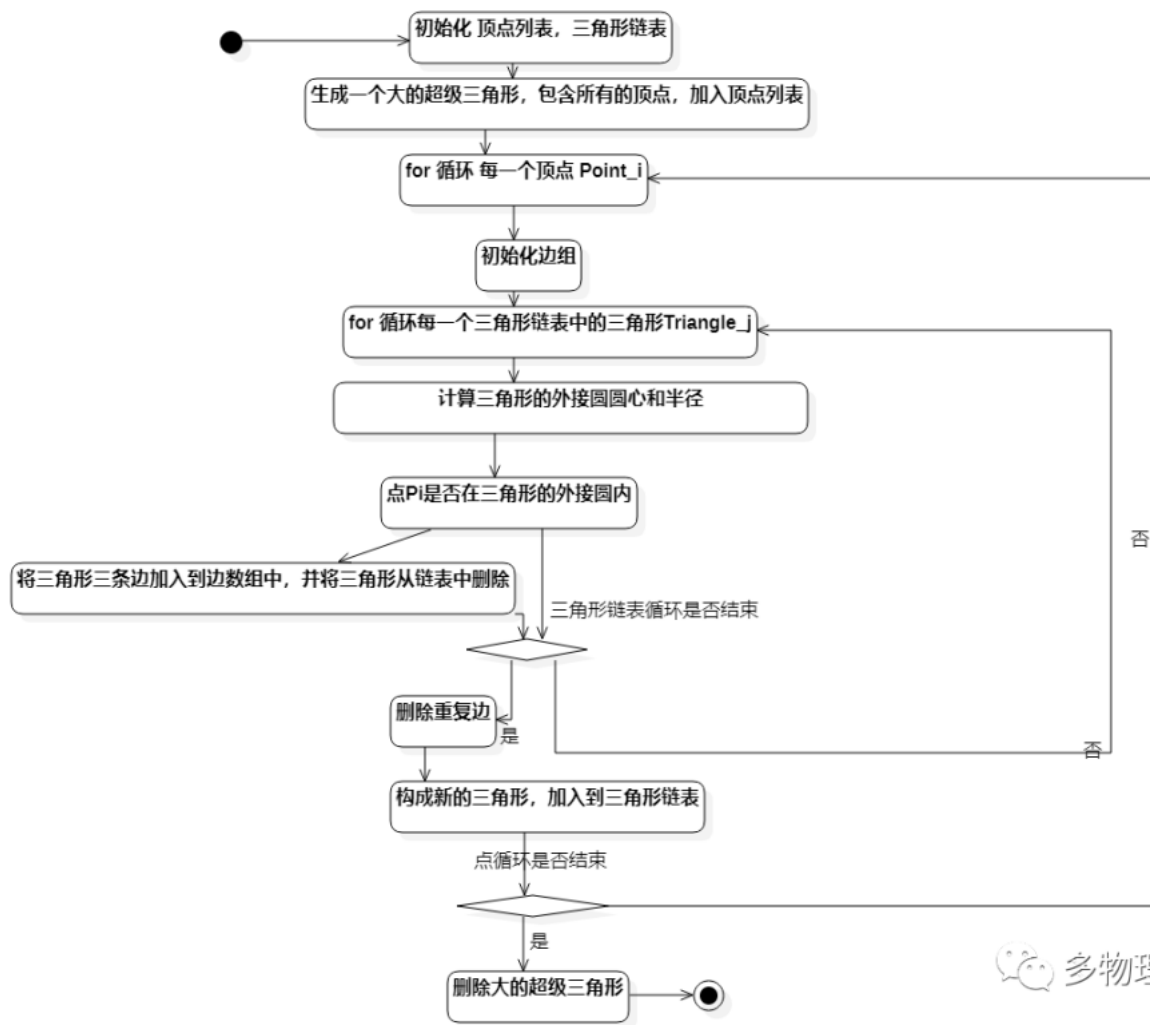 初始化 顶点列表，三角形链表
生成一个大的超级三角形，包含所有的顶点，加入顶点列表
for 循环 每一个顶点 Point_i
初始化边组
for 循环每一个三角形链表中的三角形Triangle_j
计算三角形的外接圆圆心和半径
点Pi是否在三角形的外接圆内
否
将三角形三条边加入到边数组中，并将三角形从链表中删除
三角形链表循环是否结束
删除重复边
是
否
构成新的三角形，加入到三角形链表
点循环是否结束
是
多物理
删除大的超级三角形